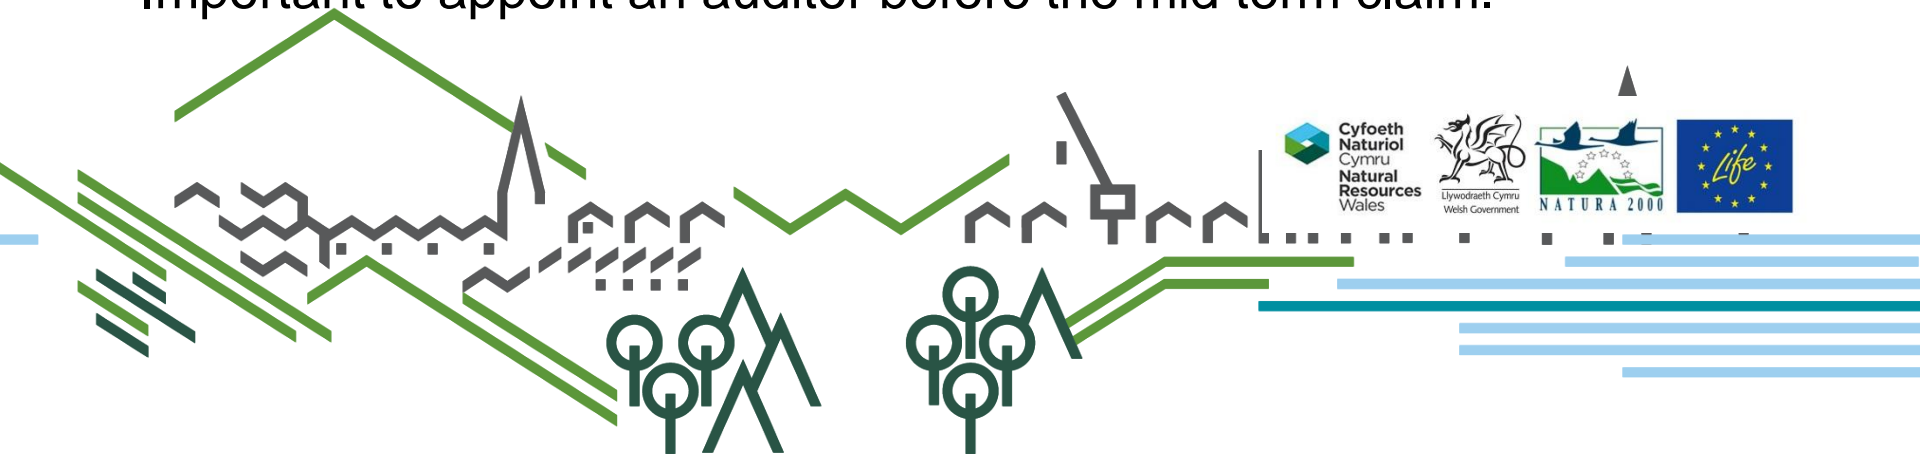 Important to appoint an auditor before the mid term claim.
Cyfoeth
Naturiol
Cymru
Natural
Resources
Wales
Llywodraeth Cymru
Welsh Government
NATURA 2000
Life